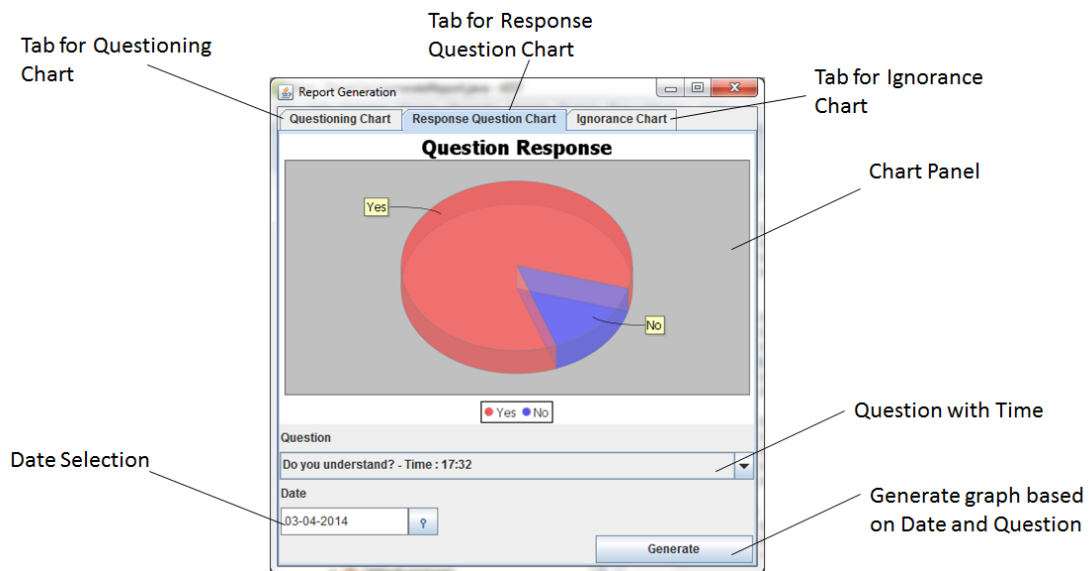 Tab for Response
Question Chart
Tab for Questioning
Chart
Tab for Ignorance
Chart
Report Generation
Questioning Chart
Response Question Chart
Ignorance Chart
Question Response
Chart Panel
Yes
No
Yes No
Question with Time
Question
Do you understand? - Time : 17:32
Date Selection
Date
03-04-2014
Generate graph based
on Date and Question
Generate